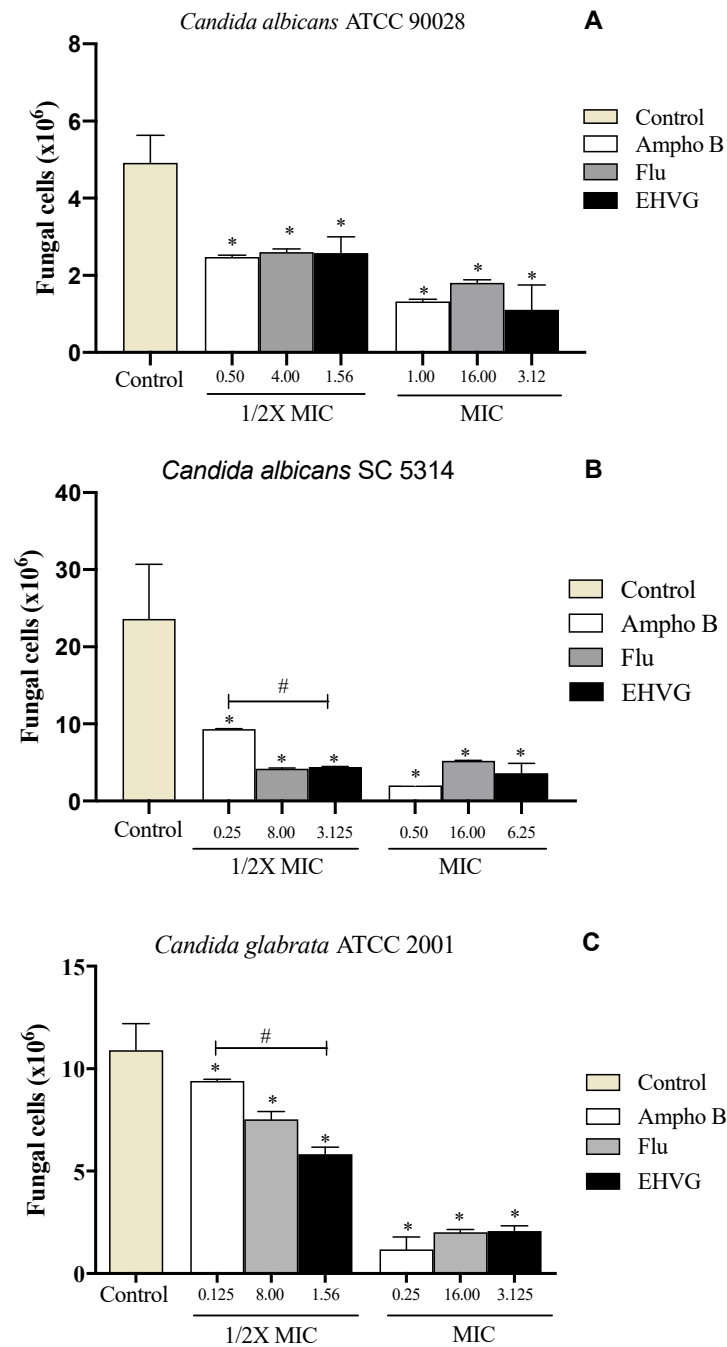 Candida albicans ATCC 90028
A
8
6
4
2
0
Fungal cells (x10⁶)
Control
Ampho B
Flu
EHVG
* * * * * *
Control 0.50 4.00 1.56 1.00 16.00 3.12
1/2X MIC MIC
Candida albicans SC 5314
B
40
30
20
10
0
Fungal cells (x10⁶)
Control
Ampho B
Flu
EHVG
#
* * * * * *
Control 0.25 8.00 3.125 0.50 16.00 6.25
1/2X MIC MIC
Candida glabrata ATCC 2001
C
15
10
5
0
Fungal cells (x10⁶)
Control
Ampho B
Flu
EHVG
#
* * * * * *
Control 0.125 8.00 1.56 0.25 16.00 3.125
1/2X MIC MIC